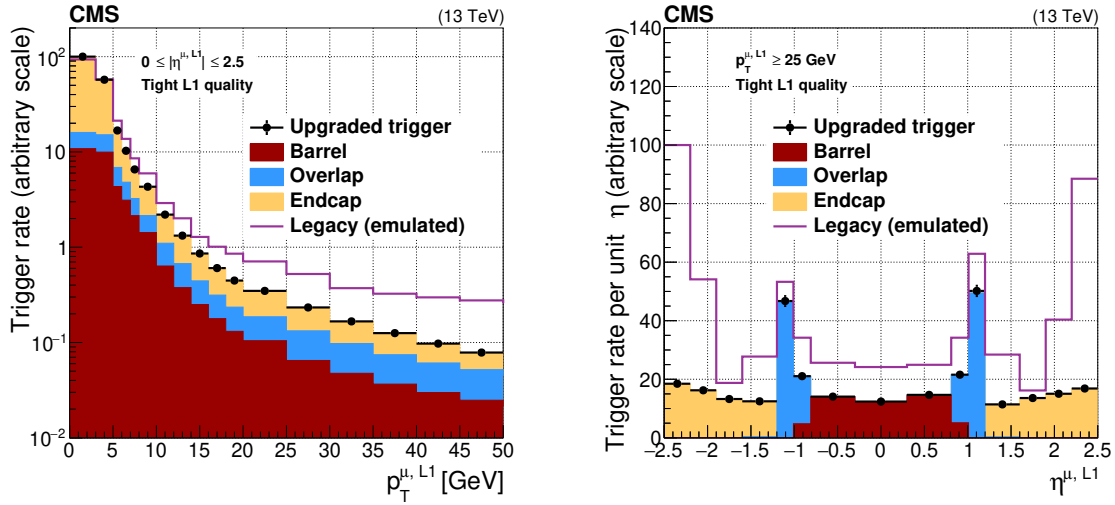 CMS (13 TeV)
0 ≤ |η^{μ, L1}| ≤ 2.5
Tight L1 quality
Upgraded trigger
Barrel
Overlap
Endcap
Legacy (emulated)
Trigger rate (arbitrary scale)
10^2
10
1
10^{−1}
10^{−2}
0 5 10 15 20 25 30 35 40 45 50
p_T^{μ, L1} [GeV]
CMS (13 TeV)
p_T^{μ, L1} ≥ 25 GeV
Tight L1 quality
Upgraded trigger
Barrel
Overlap
Endcap
Legacy (emulated)
Trigger rate per unit η (arbitrary scale)
140
120
100
80
60
40
20
0
−2.5 −2 −1.5 −1 −0.5 0 0.5 1 1.5 2 2.5
η^{μ, L1}